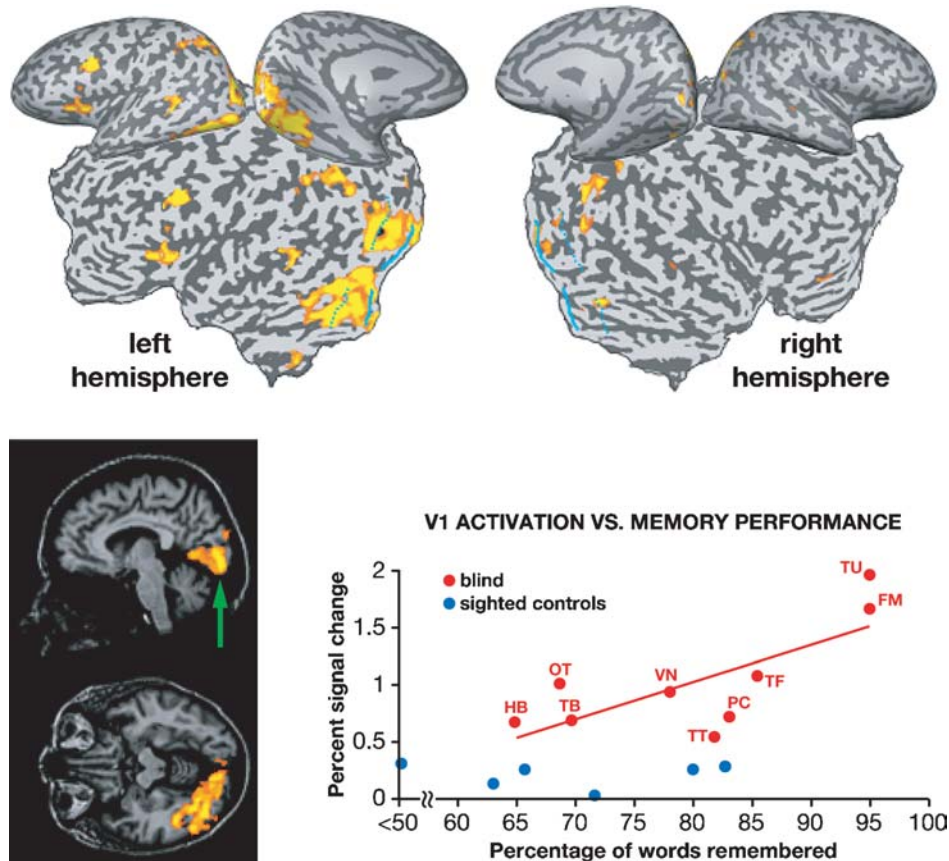 left
hemisphere
right
hemisphere
V1 ACTIVATION VS. MEMORY PERFORMANCE
blind
sighted controls
Percent signal change
2
1.5
1
0.5
0
TU
FM
OT
VN
TF
HB
TB
PC
TT
<50 60 65 70 75 80 85 90 95 100
Percentage of words remembered